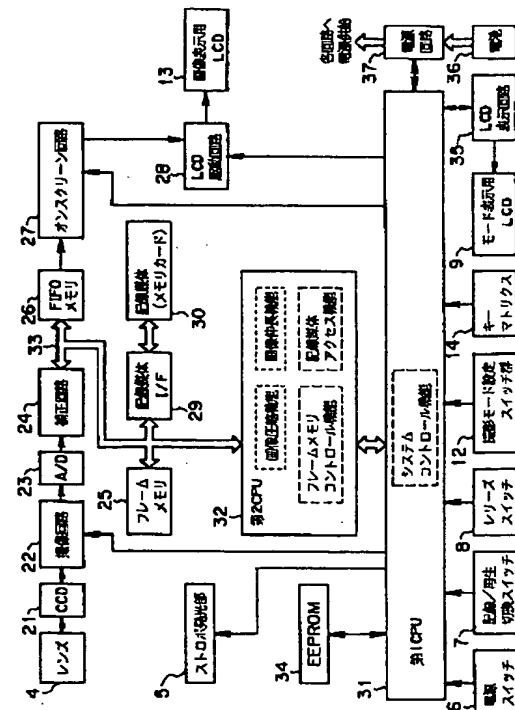 4
レンズ
21
CCD
22
撮像回路
23
A/D
24
補正回路
33
26
FIFO
メモリ
27
オンスクリーン回路
25
フレーム
メモリ
29
記録媒体
I/F
30
記録媒体
(メモリカード)
28
LCD
駆動回路
13
画像表示用
LCD
5
ストロボ発光部
34
EEPROM
32
第2CPU
画像圧縮機能
画像伸長機能
フレームメモリ
コントロール機能
記録媒体
アクセス機能
31
第1CPU
システム
コントロール機能
各回路へ
電源供給
37
電源
回路
36
電池
6
電源
スイッチ
7
記録/再生
切換スイッチ
8
レリーズ
スイッチ
12
撮影モード設定
スイッチ群
14
キー
マトリクス
9
モード表示用
LCD
35
LCD
表示回路